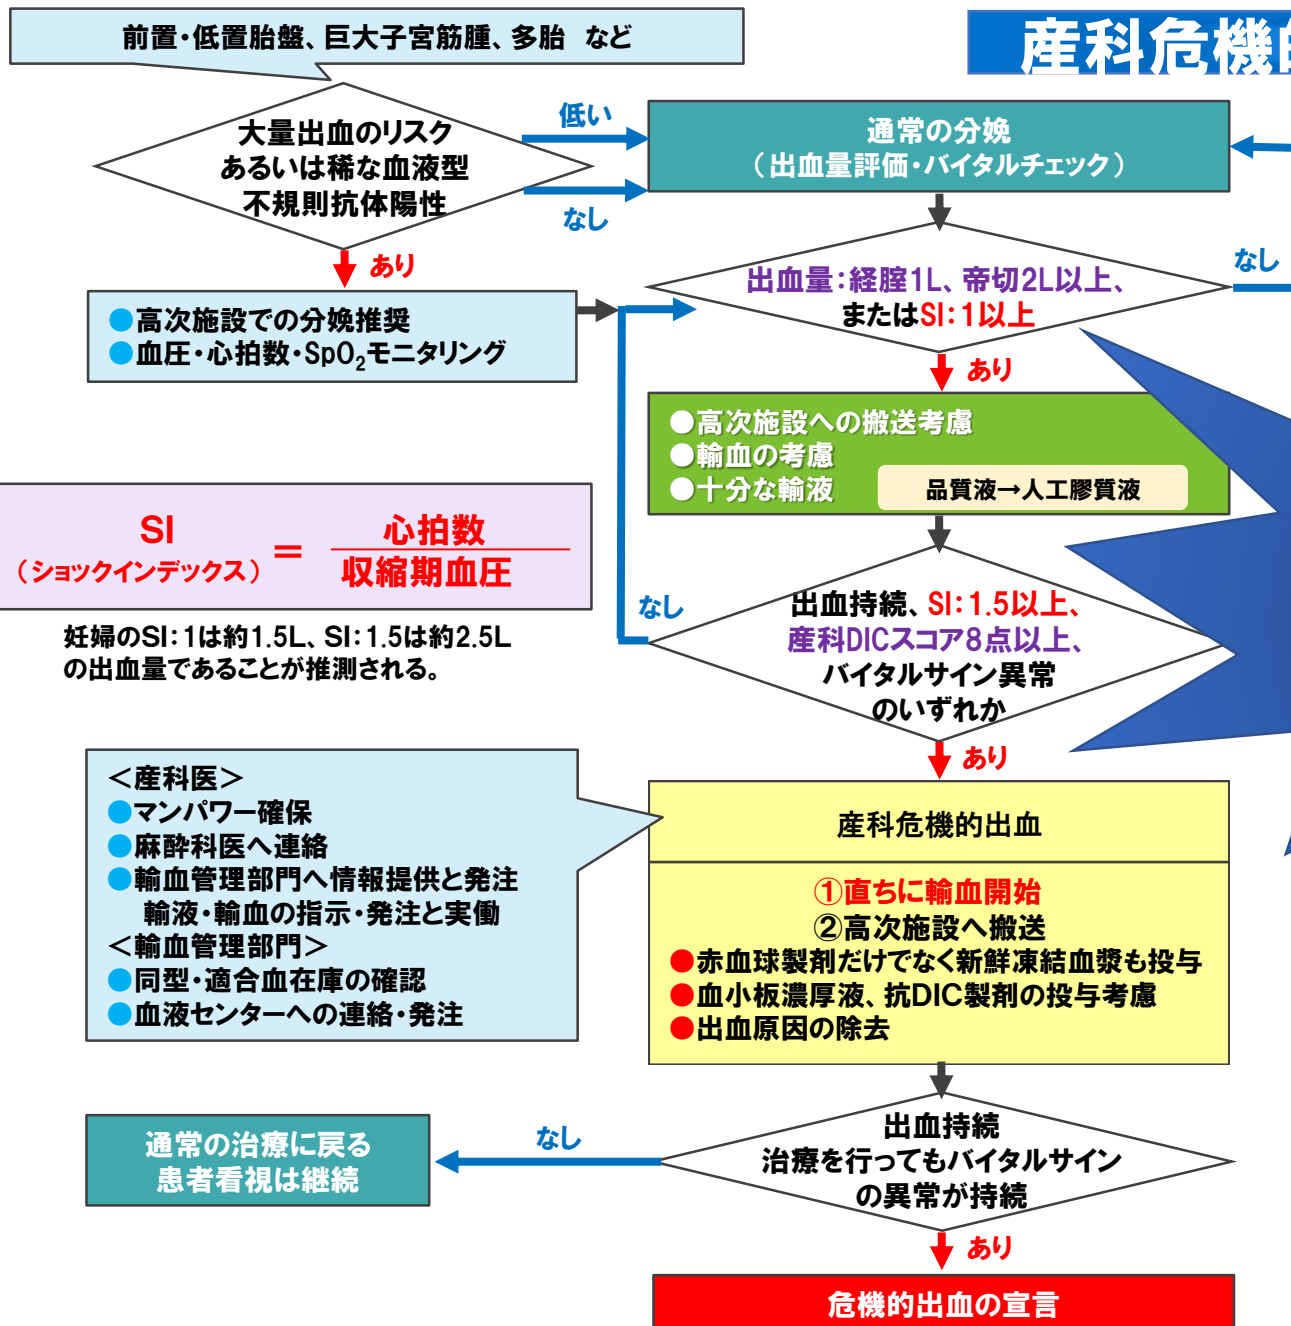 産科危機的
前置・低置胎盤、巨大子宮筋腫、多胎 など
大量出血のリスク
あるいは稀な血液型
不規則抗体陽性
低い
なし
あり
通常の分娩
（出血量評価・バイタルチェック）
●高次施設での分娩推奨
●血圧・心拍数・SpO2モニタリング
出血量：経腟1L、帝切2L以上、
またはSI：1以上
なし
あり
●高次施設への搬送考慮
●輸血の考慮
●十分な輸液
品質液→人工膠質液
SI
（ショックインデックス）
=
心拍数
収縮期血圧
妊婦のSI：1は約1.5L、SI：1.5は約2.5L
の出血量であることが推測される。
なし
出血持続、SI：1.5以上、
産科DICスコア8点以上、
バイタルサイン異常
のいずれか
あり
＜産科医＞
●マンパワー確保
●麻酔科医へ連絡
●輸血管理部門へ情報提供と発注
輸液・輸血の指示・発注と実働
＜輸血管理部門＞
●同型・適合血在庫の確認
●血液センターへの連絡・発注
産科危機的出血
①直ちに輸血開始
②高次施設へ搬送
●赤血球製剤だけでなく新鮮凍結血漿も投与
●血小板濃厚液、抗DIC製剤の投与考慮
●出血原因の除去
出血持続
治療を行ってもバイタルサイン
の異常が持続
なし
通常の治療に戻る
患者看視は継続
あり
危機的出血の宣言